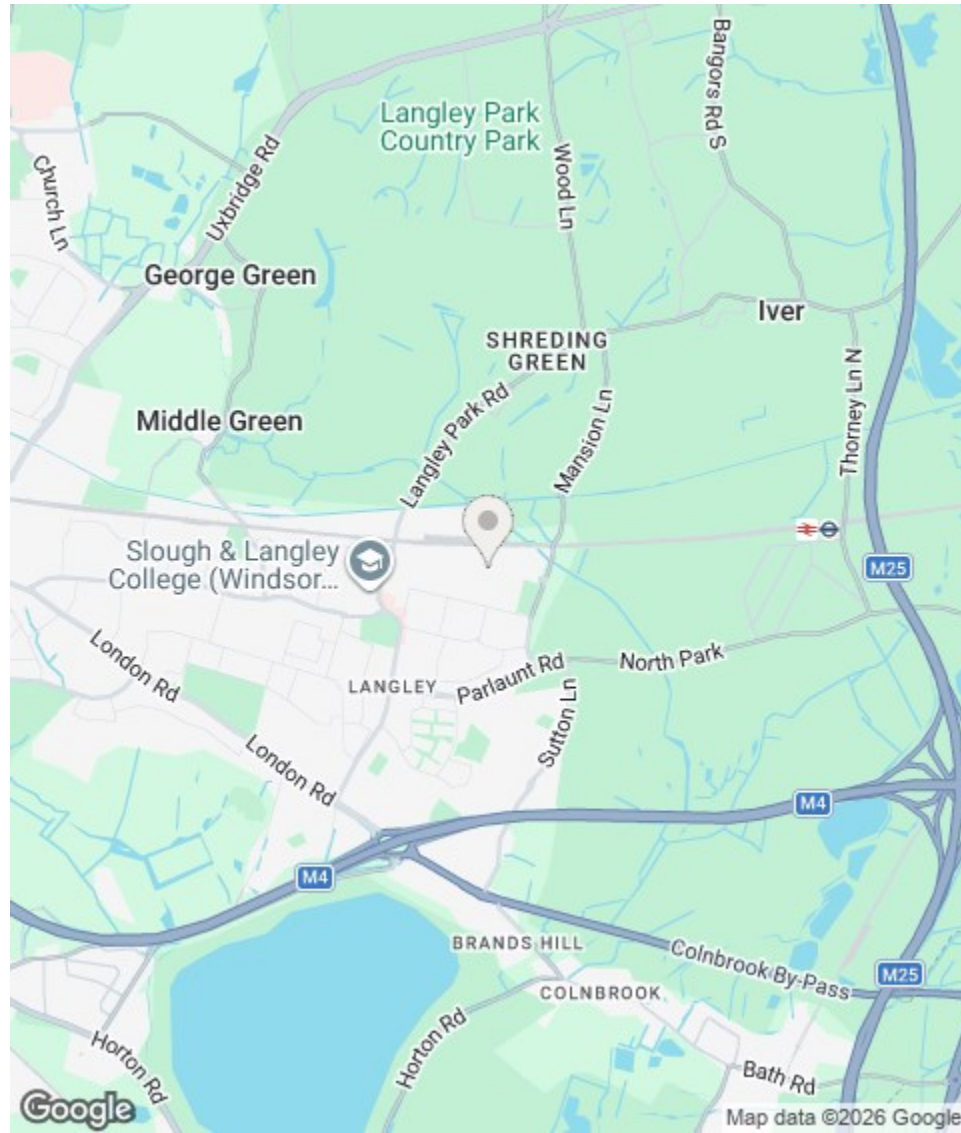 Langley Park
Country Park
Bangors Rd S
Wood Ln
Uxbridge Rd
Church Ln
George Green
Iver
SHREDING
GREEN
Thorney Ln N
Langley Park Rd
Mansion Ln
Middle Green
Slough & Langley
College (Windsor...
M25
London Rd
LANGLEY
Parlaunt Rd
North Park
Sutton Ln
London Rd
M4
M4
BRANDS HILL
Colnbrook By-Pass
M25
COLNBROOK
Horton Rd
Horton Rd
Bath Rd
Google
Map data ©2026 Google